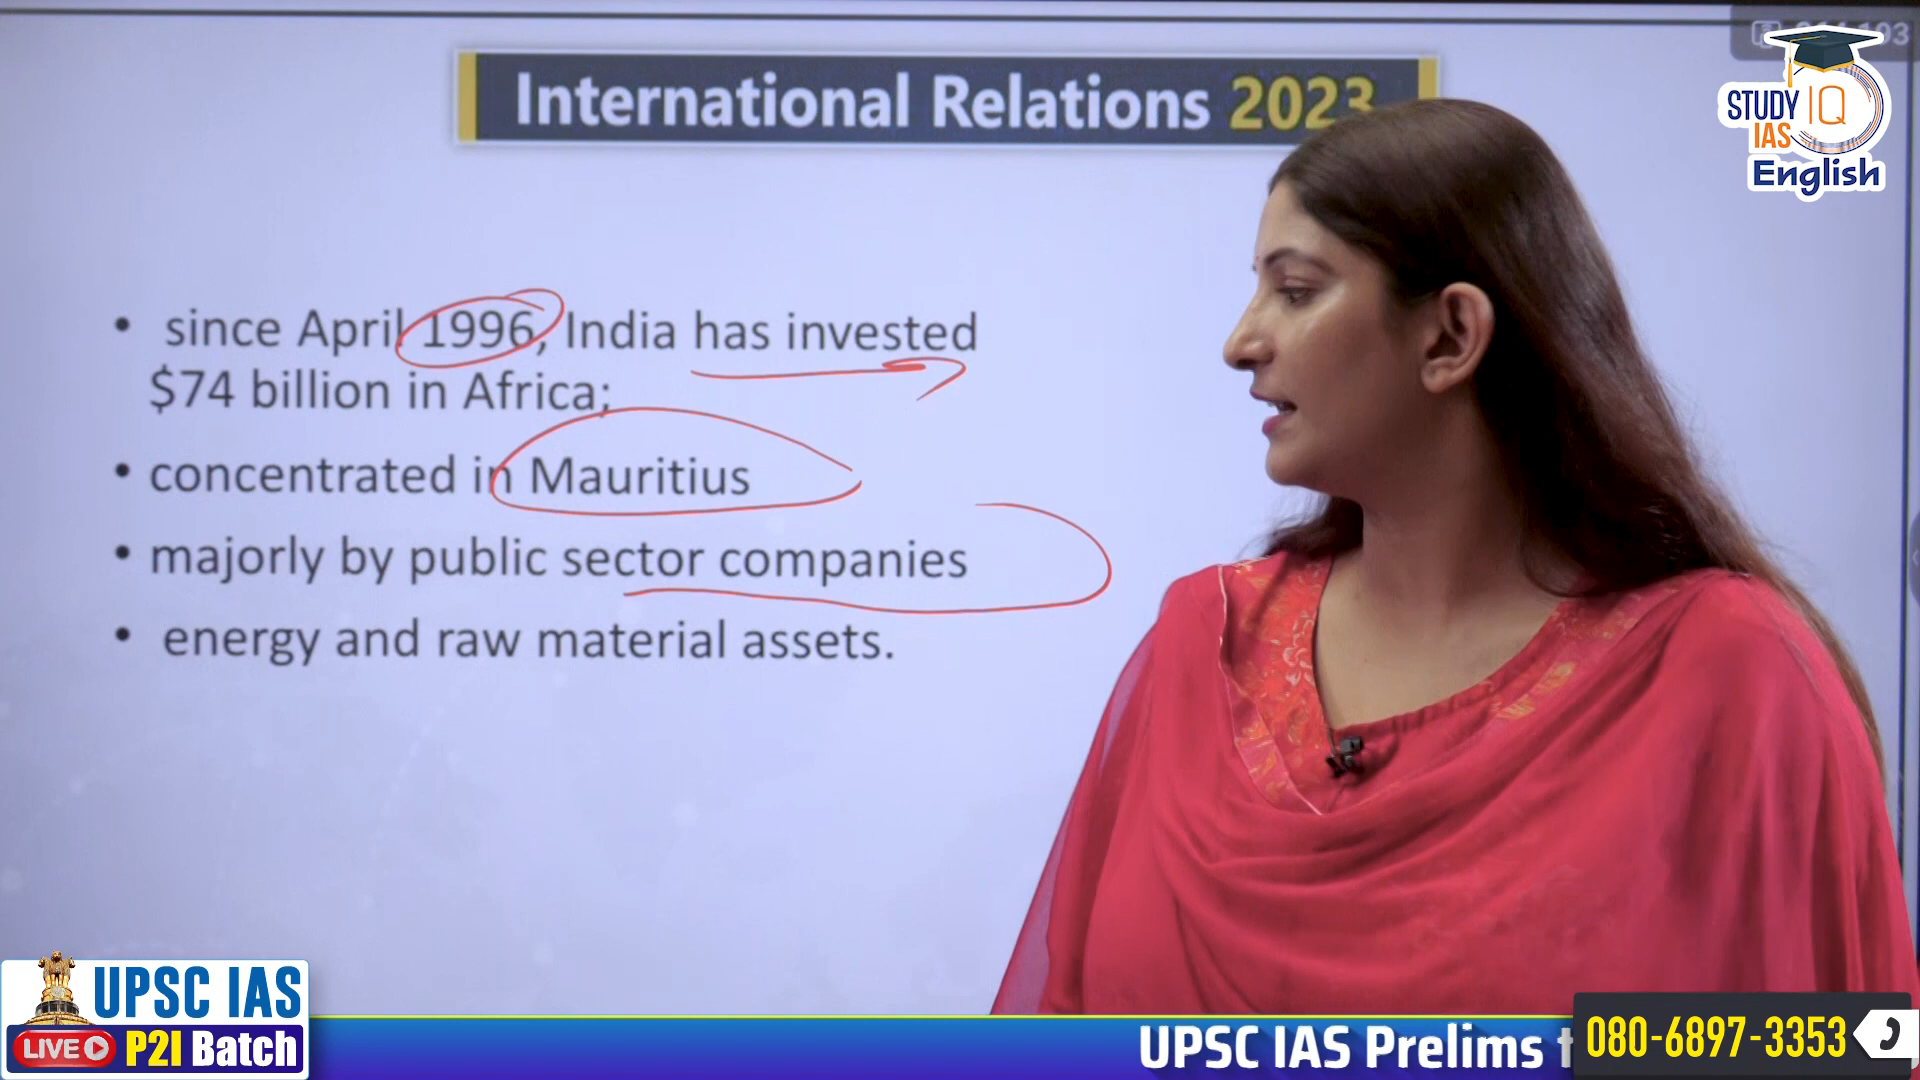 International Relations 2023
STUDY IQ
IAS
English
• since April 1996, India has invested
$74 billion in Africa;
• concentrated in Mauritius
• majorly by public sector companies
• energy and raw material assets.
UPSC IAS
LIVE P2I Batch
UPSC IAS Prelims
080-6897-3353